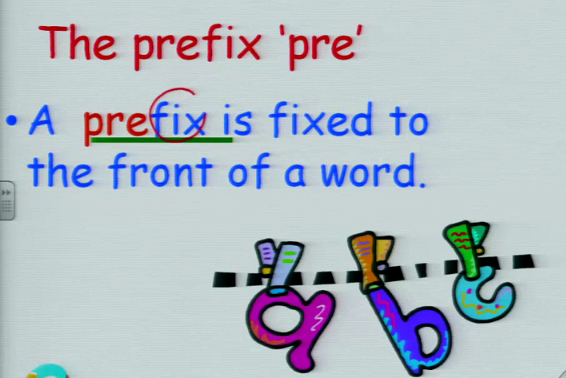 The prefix 'pre'
• A prefix is fixed to
the front of a word.
a b c